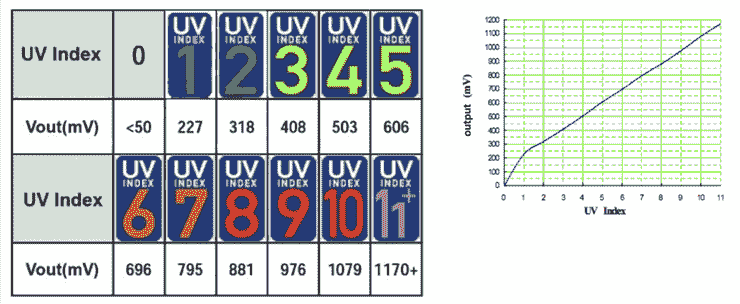 UV Index 0 UV INDEX 1 UV INDEX 2 UV INDEX 3 UV INDEX 4 UV INDEX 5
Vout(mV) <50 227 318 408 503 606
UV Index UV INDEX 6 UV INDEX 7 UV INDEX 8 UV INDEX 9 UV INDEX 10 UV INDEX 11+
Vout(mV) 696 795 881 976 1079 1170+
output (mV)
1200
1100
1000
900
800
700
600
500
400
300
200
100
0
0 1 2 3 4 5 6 7 8 9 10 11
UV Index